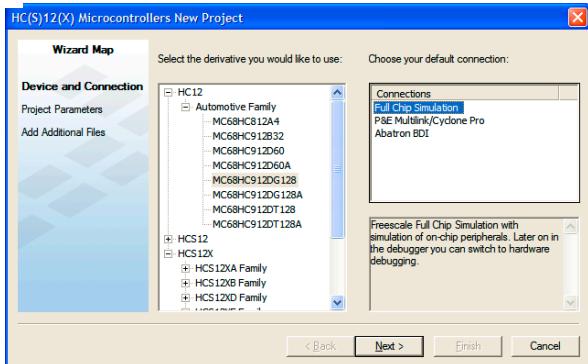 HC(S)12(X) Microcontrollers New Project
Wizard Map
Device and Connection
Project Parameters
Add Additional Files
Select the derivative you would like to use:
HC12
Automotive Family
MC68HC812A4
MC68HC912B32
MC68HC912D60
MC68HC912D60A
MC68HC912DG128
MC68HC912DG128A
MC68HC912DT128
MC68HC912DT128A
HCS12
HCS12X
HCS12XA Family
HCS12XB Family
HCS12XD Family
Choose your default connection:
Connections
Full Chip Simulation
P&E Multilink/Cyclone Pro
Abatron BDI
Freescale Full Chip Simulation with
simulation of on-chip peripherals. Later on in
the debugger you can switch to hardware
debugging.
< Back
Next >
Finish
Cancel